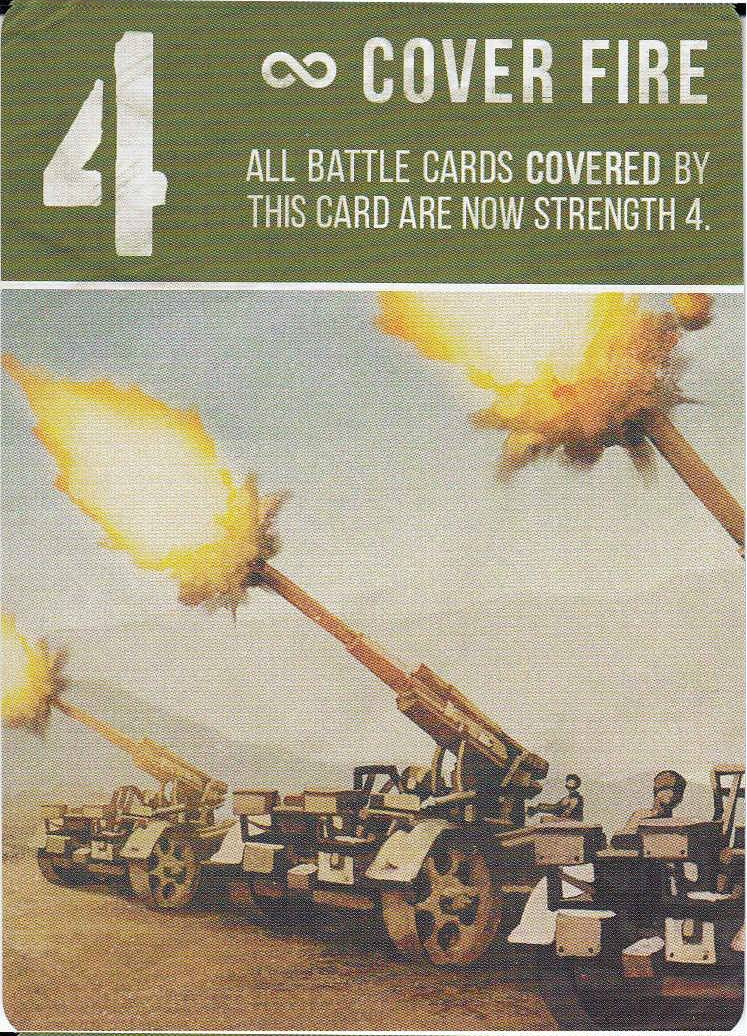 4
∞ COVER FIRE
ALL BATTLE CARDS COVERED BY
THIS CARD ARE NOW STRENGTH 4.